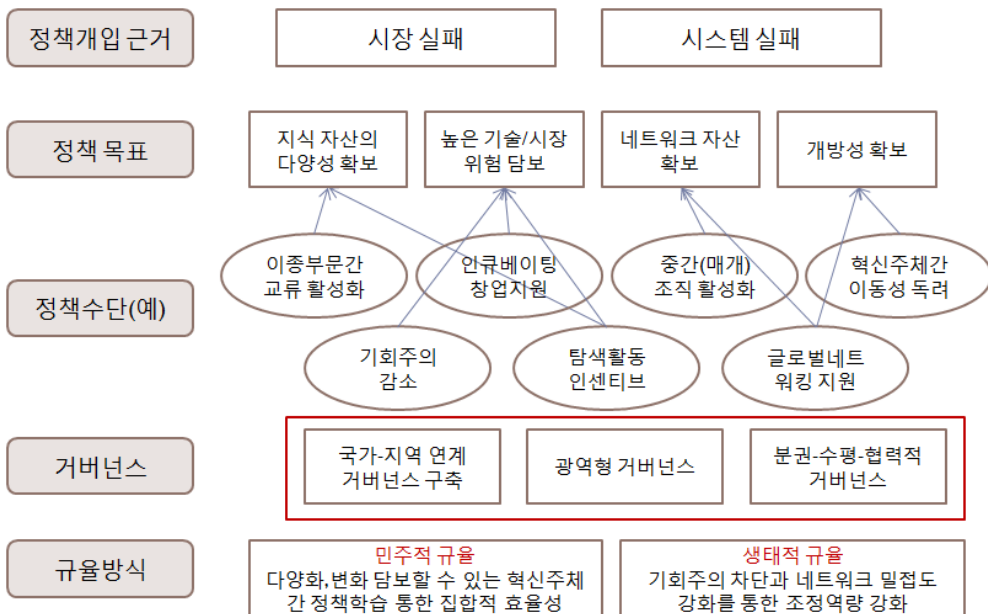 정책개입 근거
시장 실패
시스템 실패
정책 목표
지식 자산의
다양성 확보
높은 기술/시장
위험 담보
네트워크 자산
확보
개방성 확보
정책수단(예)
이종부문간
교류 활성화
인큐베이팅
창업지원
중간(매개)
조직 활성화
혁신주체간
이동성 독려
기회주의
감소
탐색활동
인센티브
글로벌네트
워킹 지원
거버넌스
국가-지역 연계
거버넌스 구축
광역형 거버넌스
분권-수평-협력적
거버넌스
규율방식
민주적 규율
다양화,변화 담보할 수 있는 혁신주체
간 정책학습 통한 집합적 효율성
생태적 규율
기회주의 차단과 네트워크 밀접도
강화를 통한 조정역량 강화